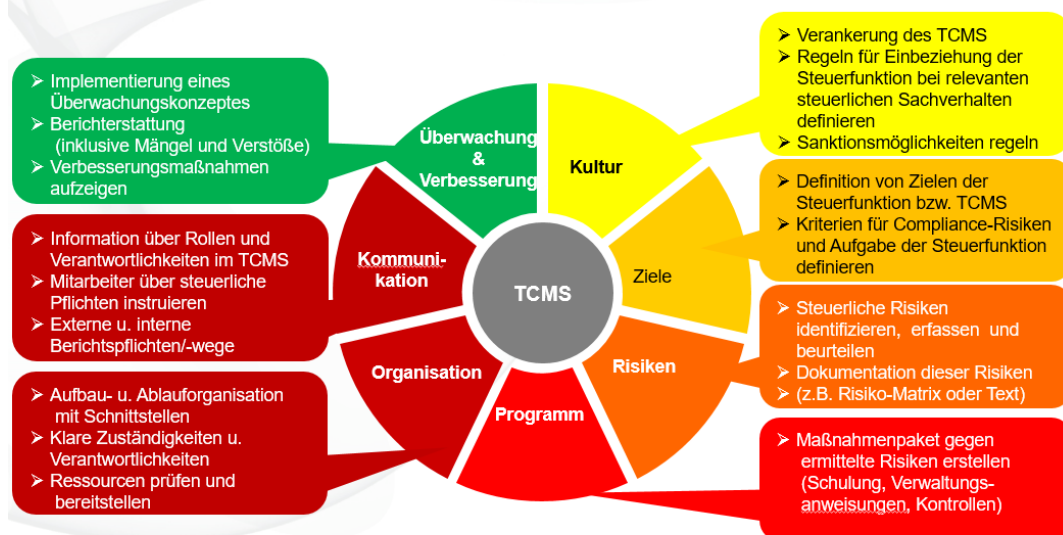 ➢ Implementierung eines
Überwachungskonzeptes
➢ Berichterstattung
(inklusive Mängel und Verstöße)
➢ Verbesserungsmaßnahmen
aufzeigen
➢ Information über Rollen und
Verantwortlichkeiten im TCMS
➢ Mitarbeiter über steuerliche
Pflichten instruieren
➢ Externe u. interne
Berichtspflichten/-wege
➢ Aufbau- u. Ablauforganisation
mit Schnittstellen
➢ Klare Zuständigkeiten u.
Verantwortlichkeiten
➢ Ressourcen prüfen und
bereitstellen
Überwachung
&
Verbesserung
Kultur
Kommuni-
kation
TCMS
Ziele
Organisation
Risiken
Programm
➢ Verankerung des TCMS
➢ Regeln für Einbeziehung der
Steuerfunktion bei relevanten
steuerlichen Sachverhalten
definieren
➢ Sanktionsmöglichkeiten regeln
➢ Definition von Zielen der
Steuerfunktion bzw. TCMS
➢ Kriterien für Compliance-Risiken
und Aufgabe der Steuerfunktion
definieren
➢ Steuerliche Risiken
identifizieren, erfassen und
beurteilen
➢ Dokumentation dieser Risiken
➢ (z.B. Risiko-Matrix oder Text)
➢ Maßnahmenpaket gegen
ermittelte Risiken erstellen
(Schulung, Verwaltungs-
anweisungen, Kontrollen)